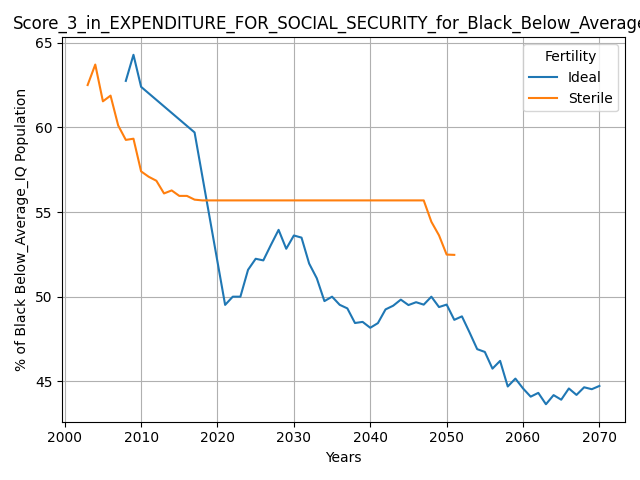 Score_3_in_EXPENDITURE_FOR_SOCIAL_SECURITY_for_Black_Below_Average
65
60
55
50
45
% of Black Below_Average_IQ Population
Fertility
Ideal
Sterile
2000 2010 2020 2030 2040 2050 2060 2070
Years